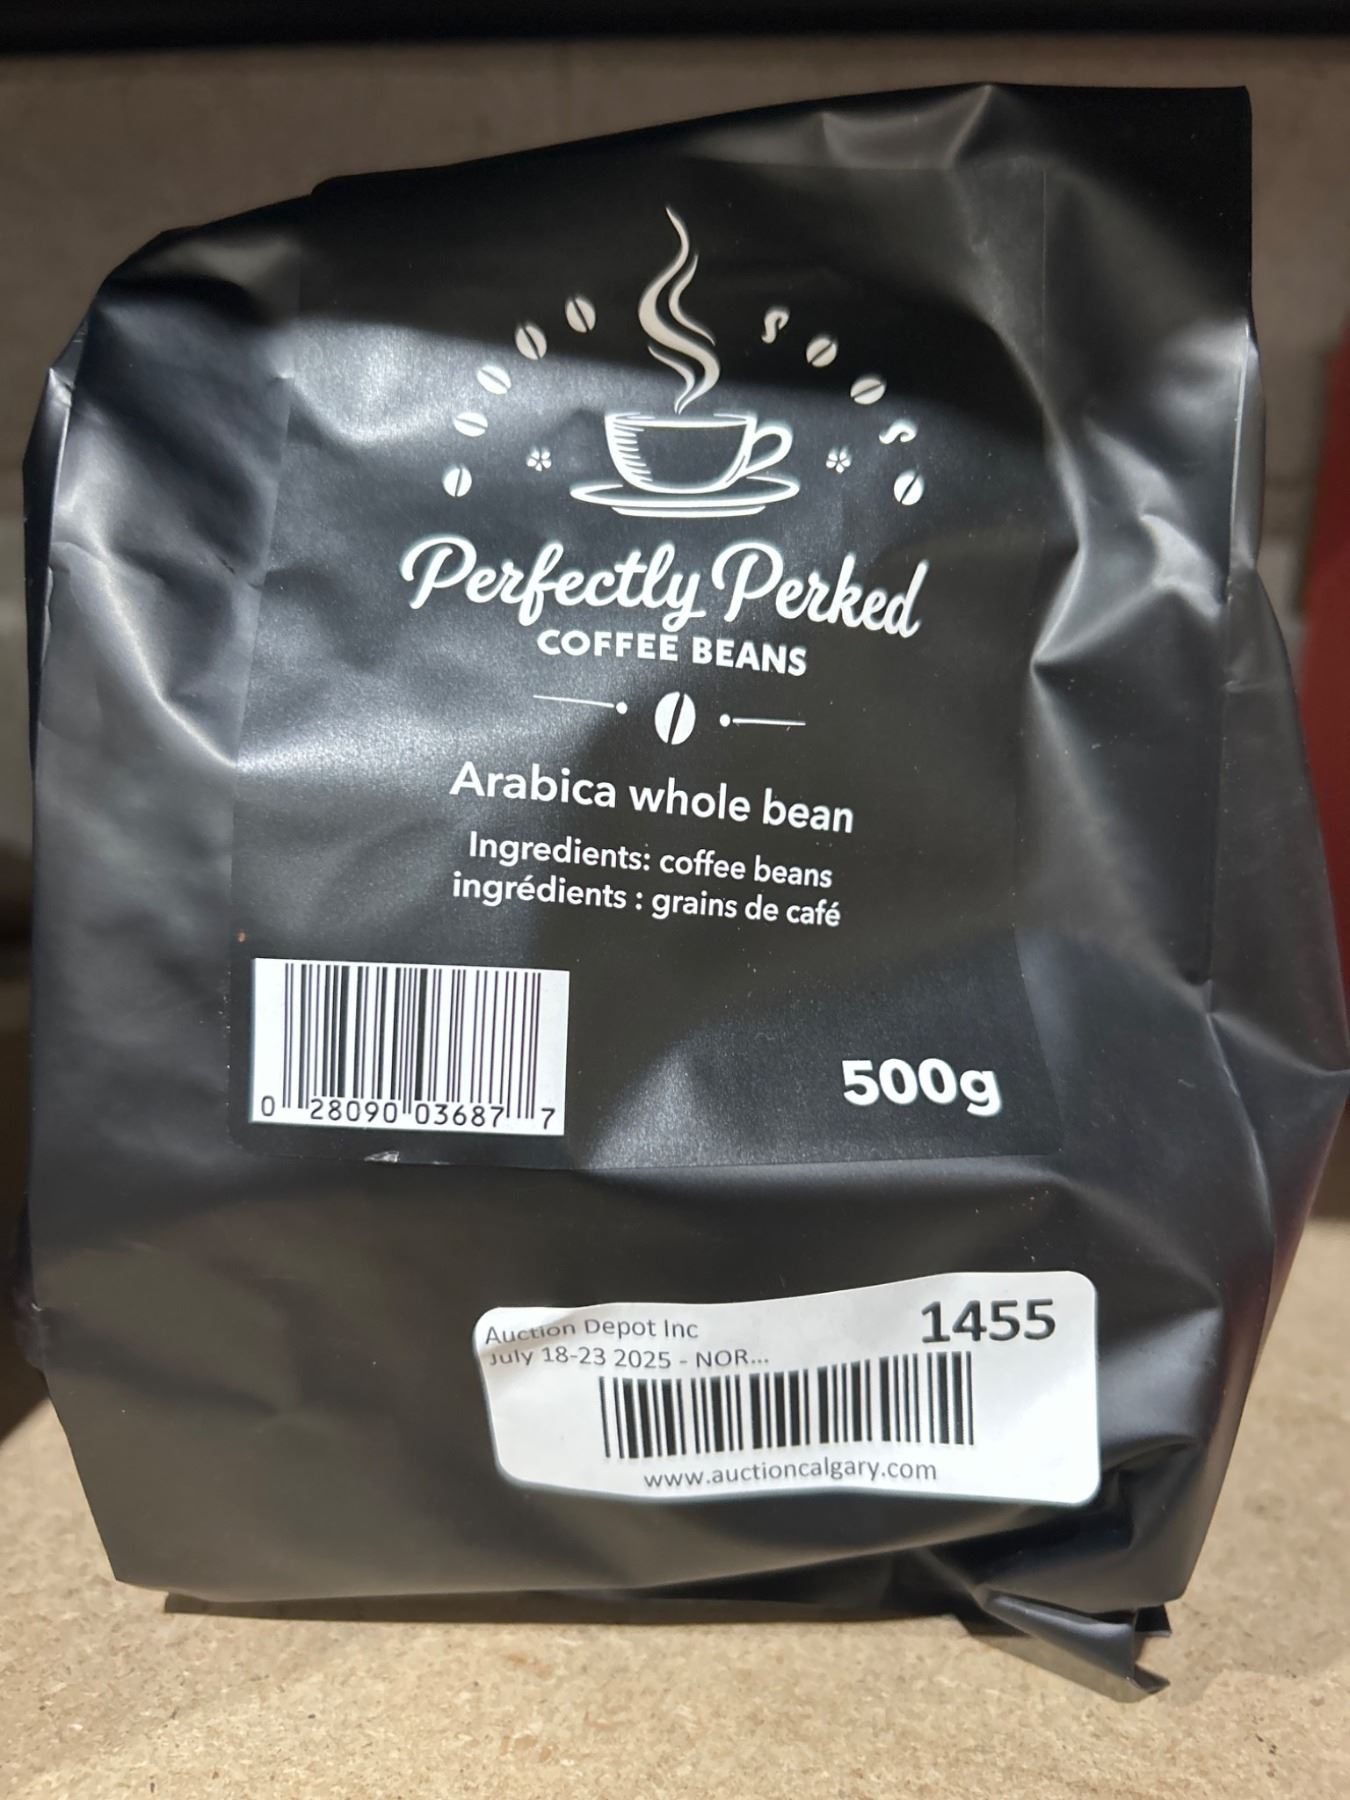 Perfectly Perked
COFFEE BEANS
Arabica whole bean
Ingredients: coffee beans
ingrédients : grains de café
500g
0 28090 03687 7
Auction Depot Inc
1455
July 18-23 2025 - NOR...
www.auctioncalgary.com